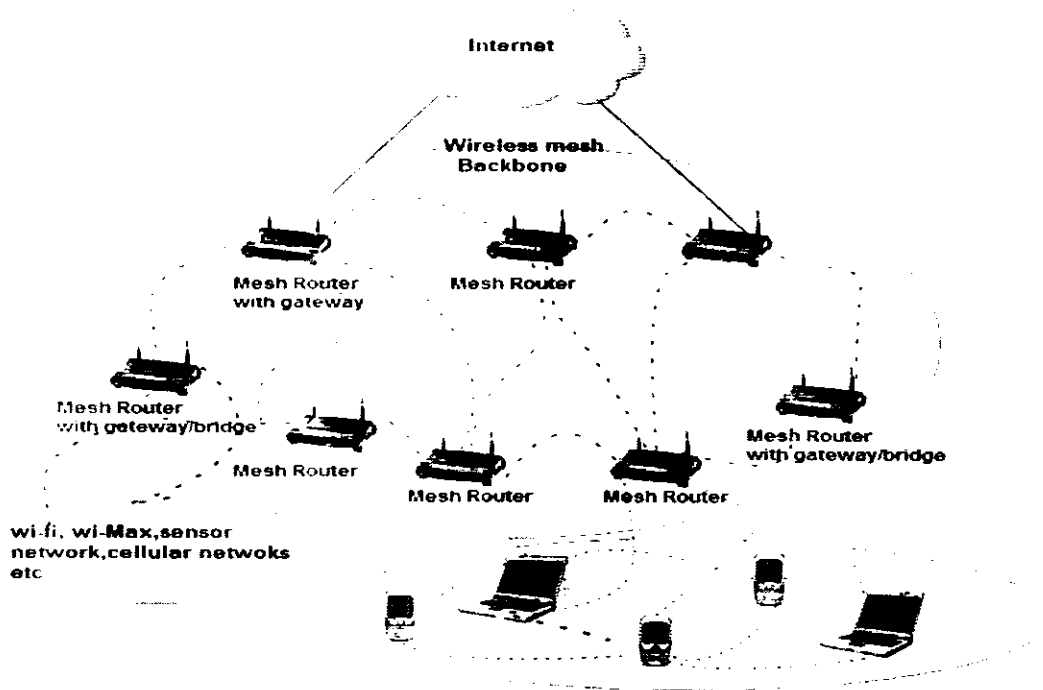 Internet
Wireless mesh
Backbone
Mesh Router
with gateway
Mesh Router
Mesh Router
with gateway/bridge
Mesh Router
Mesh Router
Mesh Router
Mesh Router
with gateway/bridge
wi-fi, wi-Max,sensor
network,cellular netwoks
etc